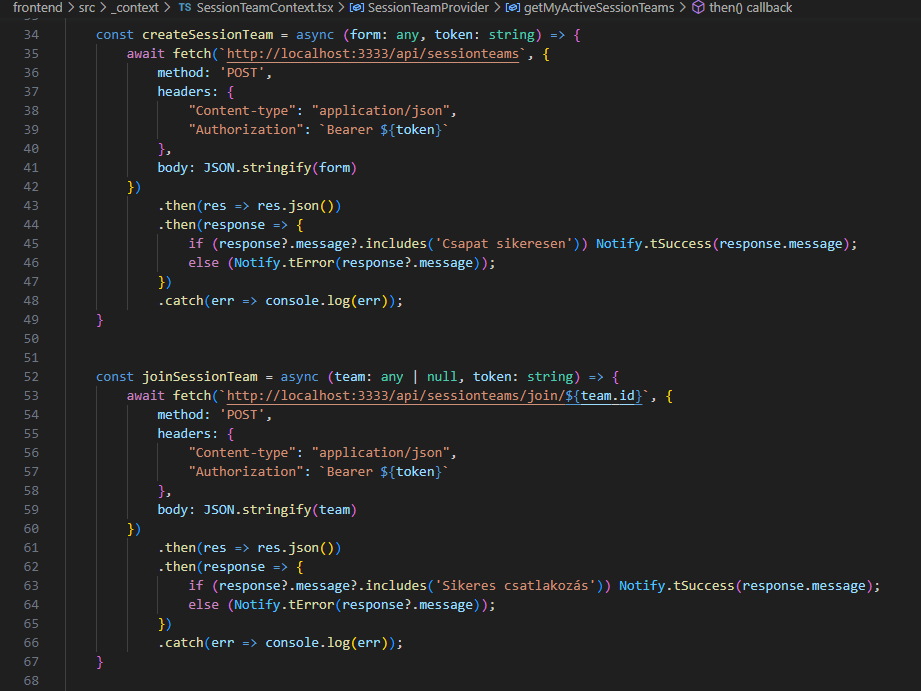 frontend > src > _context > TS SessionTeamContext.tsx > SessionTeamProvider > getMyActiveSessionTeams > then() callback
34 const createSessionTeam = async (form: any, token: string) => {
35 await fetch(`http://localhost:3333/api/sessionteams`, {
36 method: 'POST',
37 headers: {
38 "Content-type": "application/json",
39 "Authorization": `Bearer ${token}`
40 },
41 body: JSON.stringify(form)
42 })
43 .then(res => res.json())
44 .then(response => {
45 if (response?.message?.includes('Csapat sikeresen')) Notify.tSuccess(response.message);
46 else (Notify.tError(response?.message));
47 })
48 .catch(err => console.log(err));
49 }
50
51
52 const joinSessionTeam = async (team: any | null, token: string) => {
53 await fetch(`http://localhost:3333/api/sessionteams/join/${team.id}`, {
54 method: 'POST',
55 headers: {
56 "Content-type": "application/json",
57 "Authorization": `Bearer ${token}`
58 },
59 body: JSON.stringify(team)
60 })
61 .then(res => res.json())
62 .then(response => {
63 if (response?.message?.includes('Sikeres csatlakozás')) Notify.tSuccess(response.message);
64 else (Notify.tError(response?.message));
65 })
66 .catch(err => console.log(err));
67 }
68